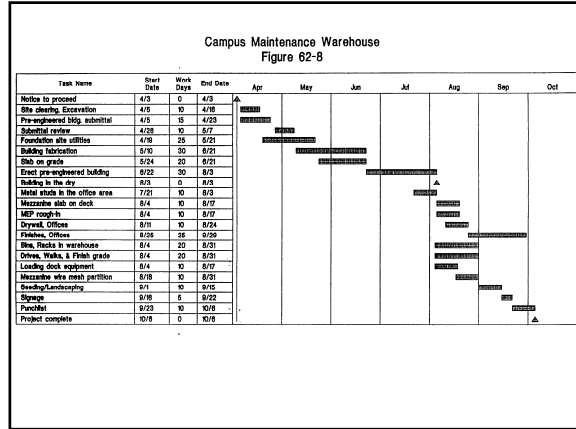 Campus Maintenance Warehouse
Figure 62-8
Task Name Start Date Work Days End Date Apr May Jun Jul Aug Sep Oct
Notice to proceed 4/3 0 4/3
Site clearing, Excavation 4/5 10 4/16
Pre-engineered bldg. submittal 4/5 15 4/23
Submittal review 4/26 10 5/7
Foundation site utilities 4/19 25 5/21
Building fabrication 5/10 30 6/21
Slab on grade 5/24 20 6/21
Erect pre-engineered building 6/22 30 8/3
Building in the dry 8/3 0 8/3
Metal studs in the office area 7/21 10 8/3
Mezzanine slab on deck 8/4 10 8/17
MEP rough-in 8/4 10 8/17
Drywall, Offices 8/11 10 8/24
Finishes, Offices 8/25 25 9/29
Bins, Racks in warehouse 8/4 20 8/31
Drives, Walks, & Finish grade 8/4 20 8/31
Loading dock equipment 8/4 10 8/17
Mezzanine wire mesh partition 8/18 10 8/31
Seeding/Landscaping 9/1 10 9/15
Signage 9/16 5 9/22
Punchlist 9/23 10 10/6
Project complete 10/6 0 10/6